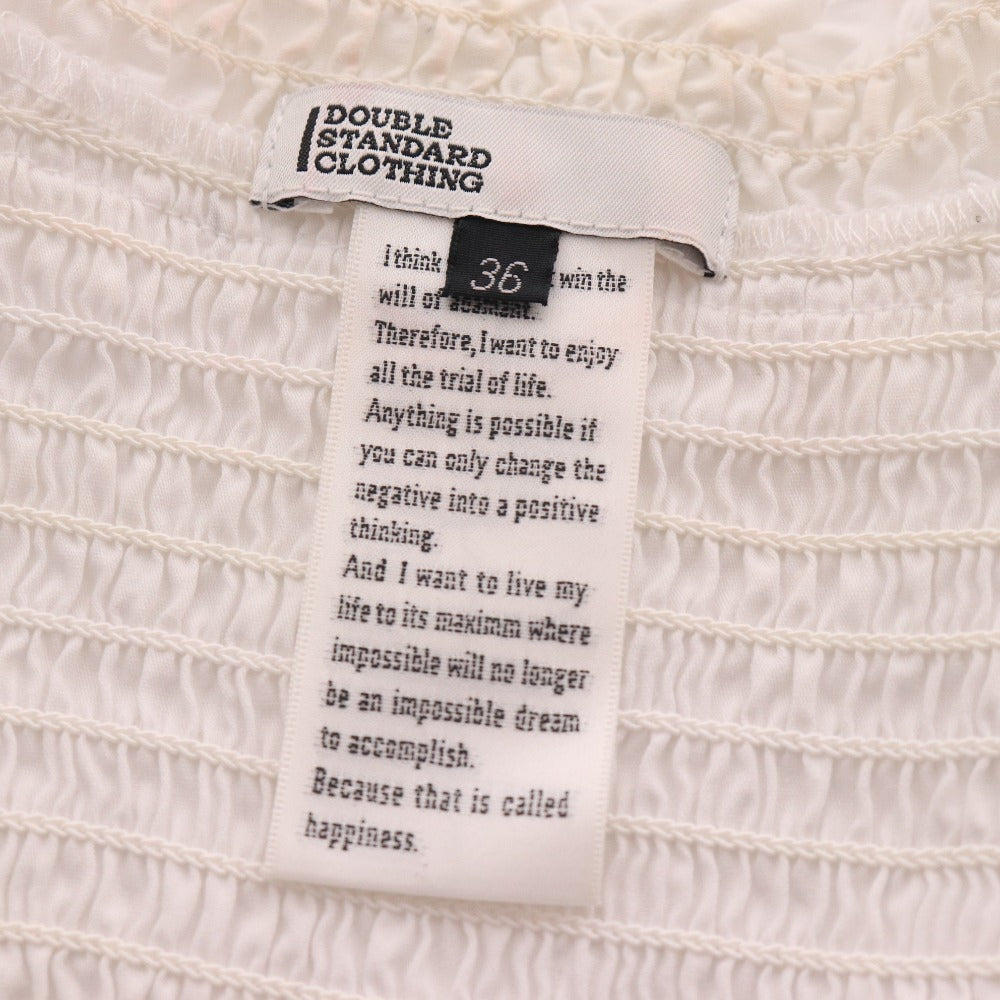 DOUBLE
STANDARD
CLOTHING
36
I think win the
will of adamant.
Therefore, I want to enjoy
all the trial of life.
Anything is possible if
you can only change the
negative into a positive
thinking.
And I want to live my
life to its maximm where
impossible will no longer
be an impossible dream
to accomplish.
Because that is called
happiness.